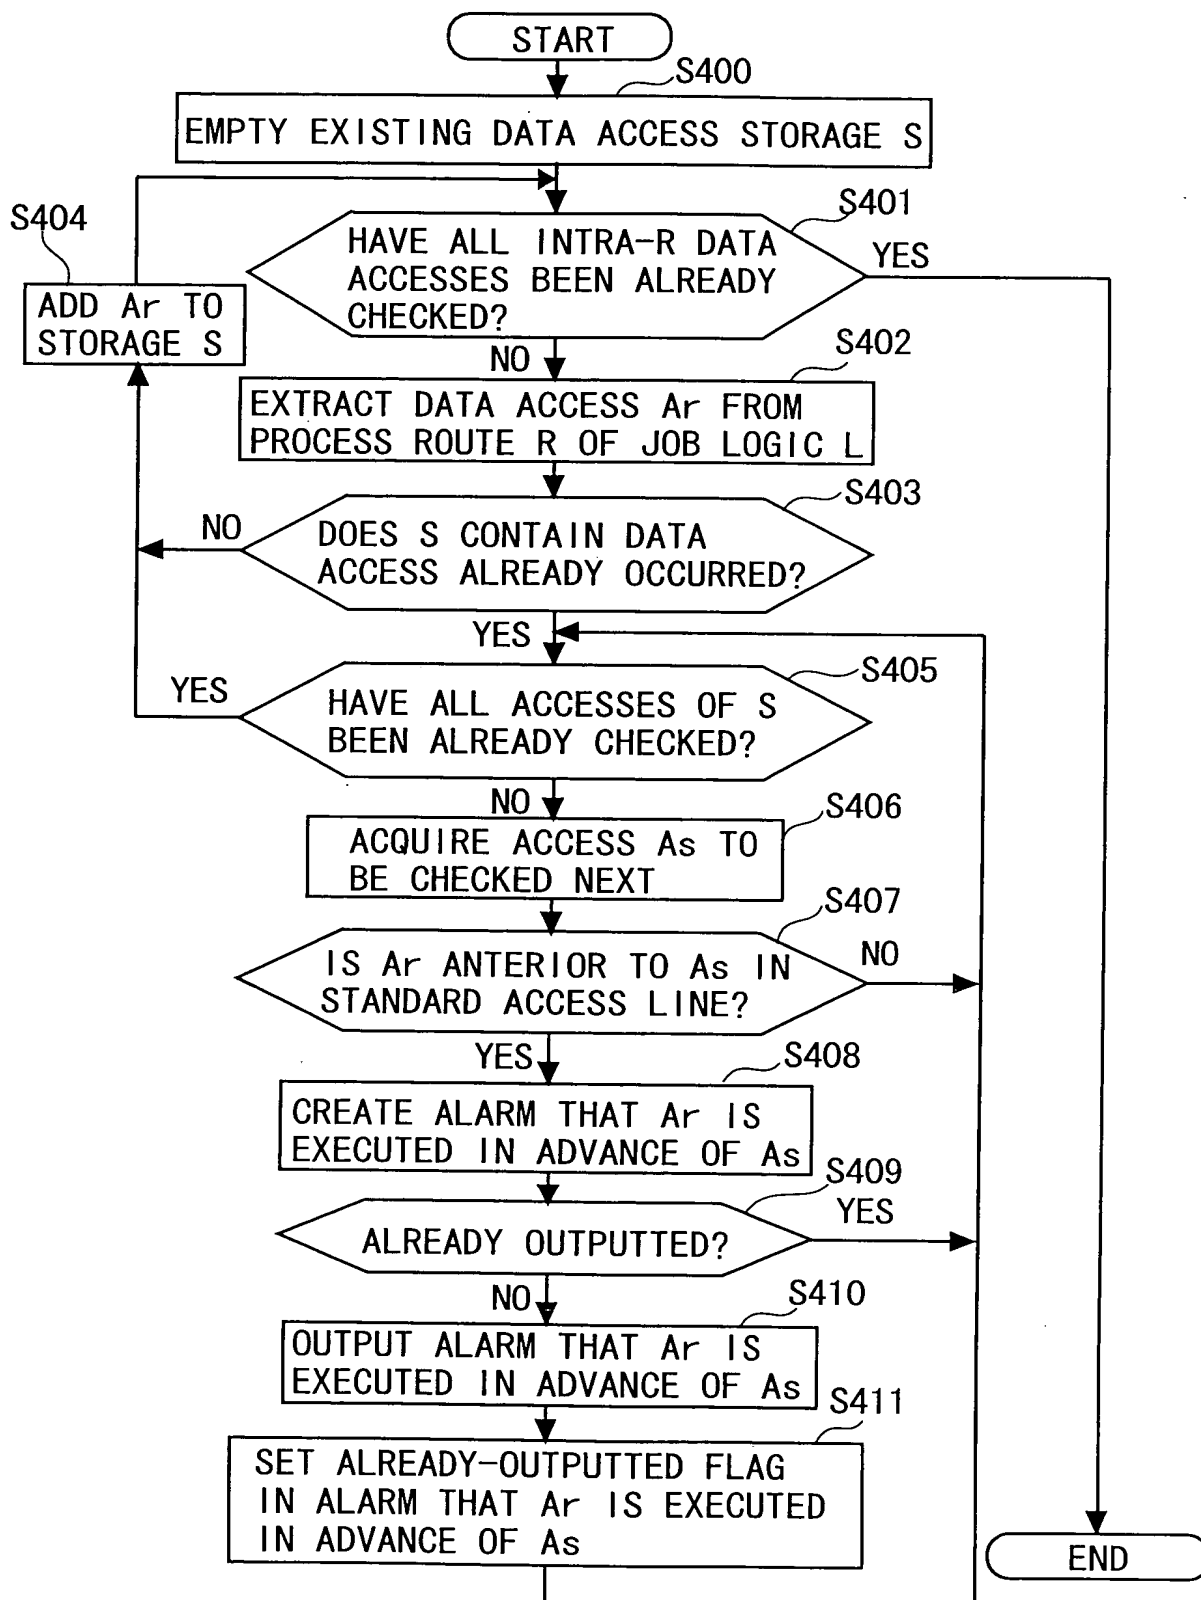 START
S400
EMPTY EXISTING DATA ACCESS STORAGE S
S404
S401
HAVE ALL INTRA-R DATA
ACCESSES BEEN ALREADY
CHECKED?
YES
ADD Ar TO
STORAGE S
NO
S402
EXTRACT DATA ACCESS Ar FROM
PROCESS ROUTE R OF JOB LOGIC L
S403
NO
DOES S CONTAIN DATA
ACCESS ALREADY OCCURRED?
YES
S405
YES
HAVE ALL ACCESSES OF S
BEEN ALREADY CHECKED?
NO
S406
ACQUIRE ACCESS As TO
BE CHECKED NEXT
S407
IS Ar ANTERIOR TO As IN
STANDARD ACCESS LINE?
NO
YES
S408
CREATE ALARM THAT Ar IS
EXECUTED IN ADVANCE OF As
S409
YES
ALREADY OUTPUTTED?
NO
S410
OUTPUT ALARM THAT Ar IS
EXECUTED IN ADVANCE OF As
S411
SET ALREADY-OUTPUTTED FLAG
IN ALARM THAT Ar IS EXECUTED
IN ADVANCE OF As
END